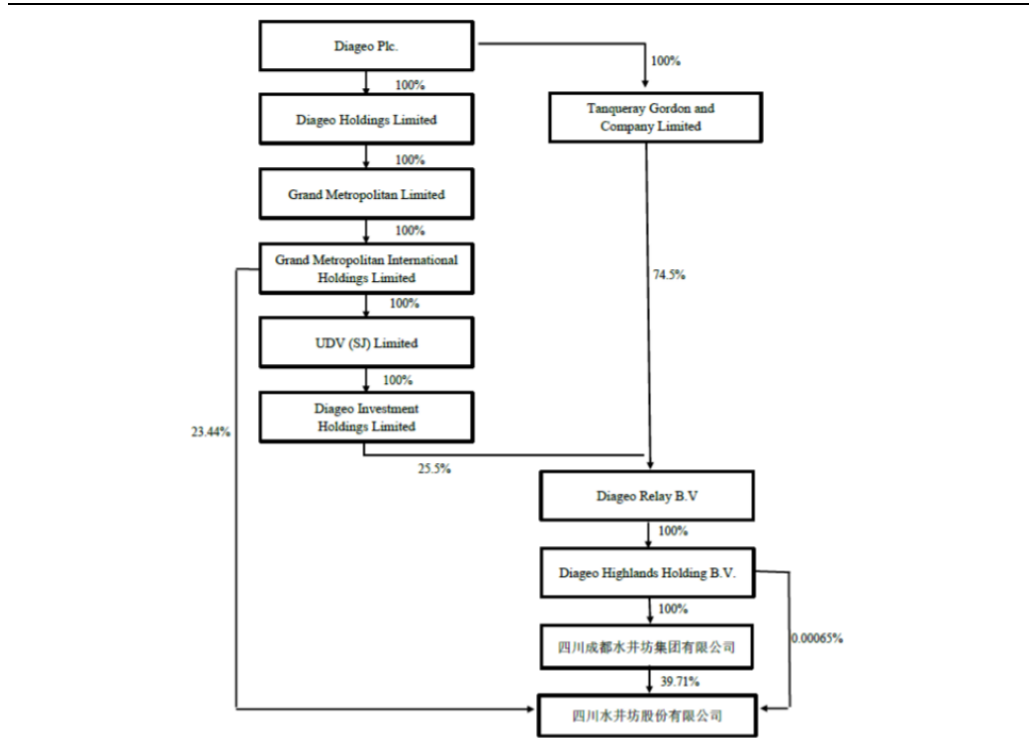 Diageo Plc.
100%
100%
Tanqueray Gordon and
Company Limited
Diageo Holdings Limited
100%
Grand Metropolitan Limited
100%
Grand Metropolitan International
Holdings Limited
74.5%
100%
UDV (SJ) Limited
100%
Diageo Investment
Holdings Limited
23.44%
25.5%
Diageo Relay B.V
100%
Diageo Highlands Holding B.V.
100%
0.00065%
四川成都水井坊集团有限公司
39.71%
四川水井坊股份有限公司